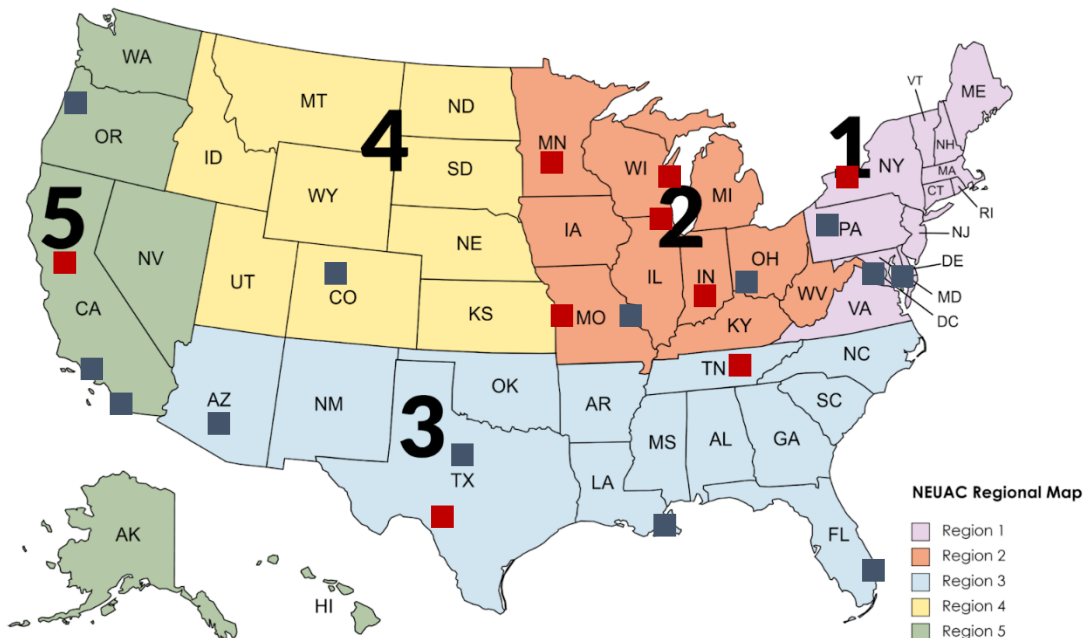 WA
VT
ME
MT
ND
OR
4
MN
1
NY
NH
ID
SD
WI
MI
MA
WY
CT
RI
5
2
IA
PA
NE
NJ
NV
OH
IL
IN
DE
UT
CO
WV
MD
CA
KS
MO
KY
VA
DC
TN
NC
AZ
NM
OK
AR
SC
3
MS
AL
GA
TX
LA
NEUAC Regional Map
AK
FL
Region 1
Region 2
Region 3
HI
Region 4
Region 5